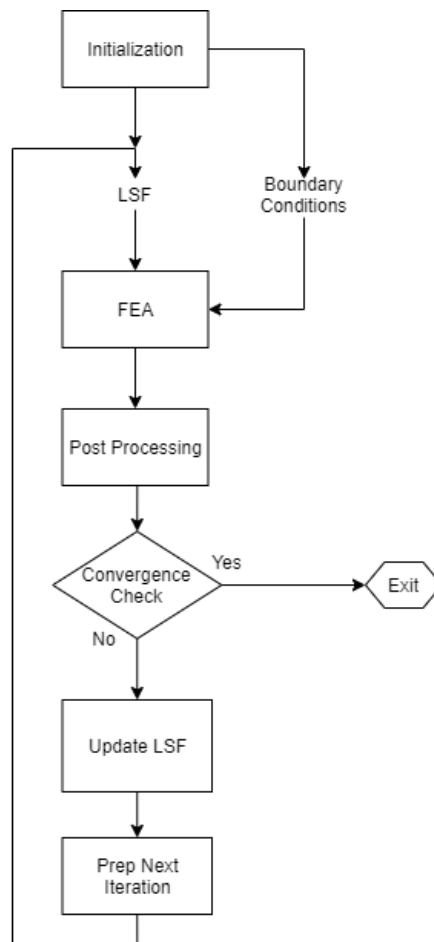 Initialization
LSF
Boundary
Conditions
FEA
Post Processing
Convergence
Check
Yes
Exit
No
Update LSF
Prep Next
Iteration